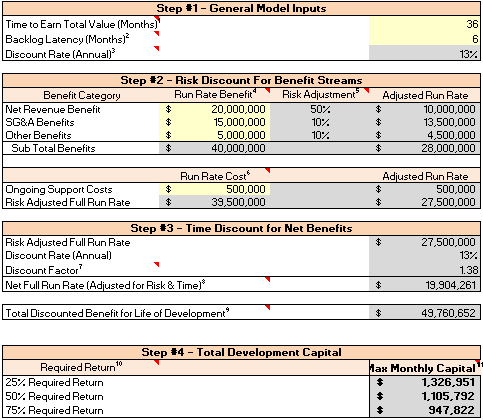 Step #1 - General Model Inputs
Time to Earn Total Value (Months)1 36
Backlog Latency (Months)2 6
Discount Rate (Annual)3 13%
Step #2 - Risk Discount For Benefit Streams
Benefit Category Run Rate Benefit4 Risk Adjustment5 Adjusted Run Rate
Net Revenue Benefit $ 20,000,000 50% $ 10,000,000
SG&A Benefits $ 15,000,000 10% $ 13,500,000
Other Benefits $ 5,000,000 10% $ 4,500,000
Sub Total Benefits $ 40,000,000 $ 28,000,000
Run Rate Cost6 Adjusted Run Rate
Ongoing Support Costs $ 500,000 $ 500,000
Risk Adjusted Full Run Rate $ 39,500,000 $ 27,500,000
Step #3 - Time Discount for Net Benefits
Risk Adjusted Full Run Rate $ 27,500,000
Discount Rate (Annual) 13%
Discount Factor7 1.38
Net Full Run Rate (Adjusted for Risk & Time)8 $ 19,904,261
Total Discounted Benefit for Life of Development9 $ 49,760,652
Step #4 - Total Development Capital
Required Return10 Max Monthly Capital11
25% Required Return $ 1,326,951
50% Required Return $ 1,105,792
75% Required Return $ 947,822